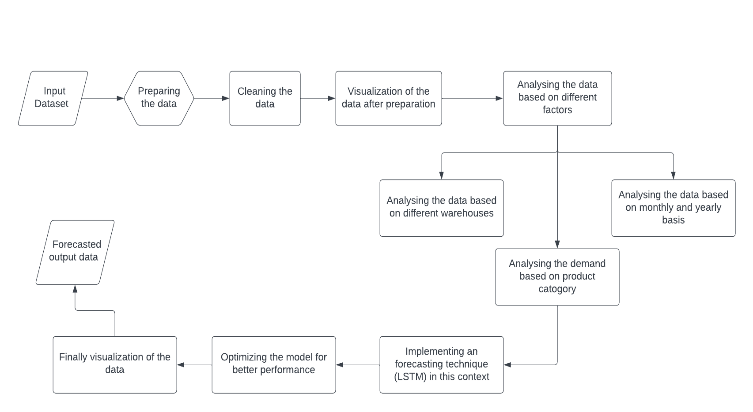 Input
Dataset
Preparing
the data
Cleaning the
data
Visualization of the
data after preparation
Analysing the data
based on different
factors
Analysing the data based
on different warehouses
Analysing the data based
on monthly and yearly
basis
Analysing the demand
based on product
catogory
Implementing an
forecasting technique
(LSTM) in this context
Optimizing the model for
better performance
Finally visualization of the
data
Forecasted
output data